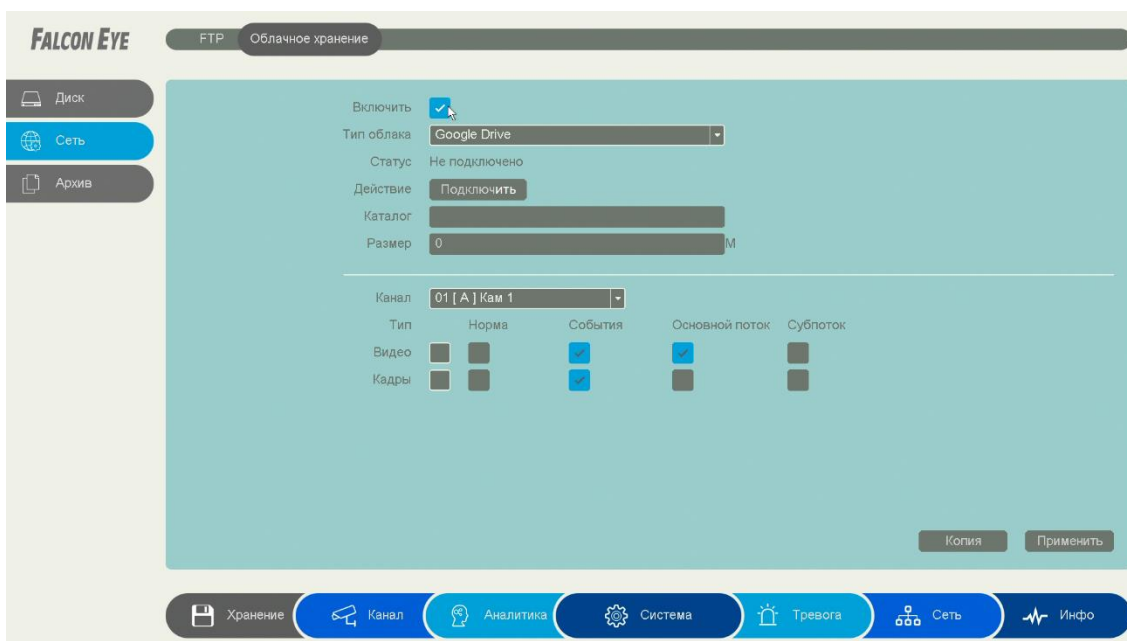 FALCON EYE
FTP Облачное хранение
Диск
Сеть
Архив
Включить
Тип облака Google Drive
Статус Не подключено
Действие Подключить
Каталог
Размер 0 M
Канал 01 [ A ] Кам 1
Тип Норма События Основной поток Субпоток
Видео
Кадры
Копия Применить
Хранение Канал Аналитика Система Тревога Сеть Инфо